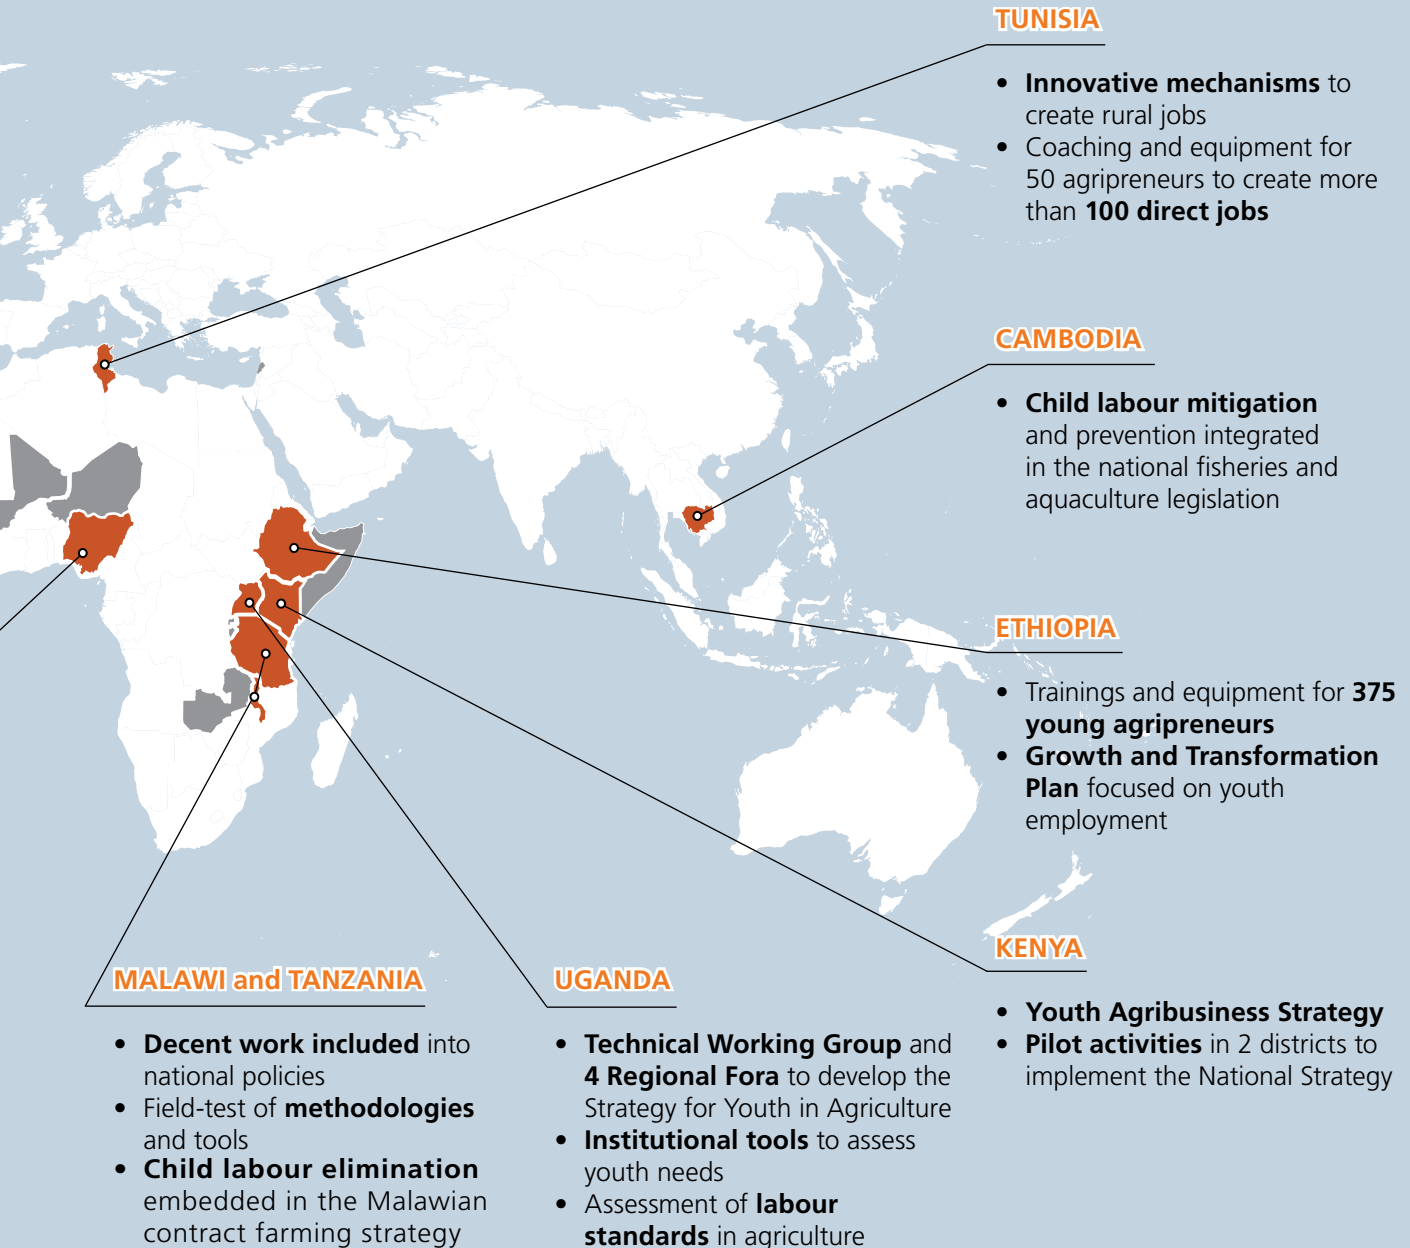 TUNISIA
• Innovative mechanisms to
create rural jobs
• Coaching and equipment for
50 agripreneurs to create more
than 100 direct jobs
CAMBODIA
• Child labour mitigation
and prevention integrated
in the national fisheries and
aquaculture legislation
ETHIOPIA
• Trainings and equipment for 375
young agripreneurs
• Growth and Transformation
Plan focused on youth
employment
KENYA
• Youth Agribusiness Strategy
• Pilot activities in 2 districts to
implement the National Strategy
MALAWI and TANZANIA
• Decent work included into
national policies
• Field-test of methodologies
and tools
• Child labour elimination
embedded in the Malawian
contract farming strategy
UGANDA
• Technical Working Group and
4 Regional Fora to develop the
Strategy for Youth in Agriculture
• Institutional tools to assess
youth needs
• Assessment of labour
standards in agriculture